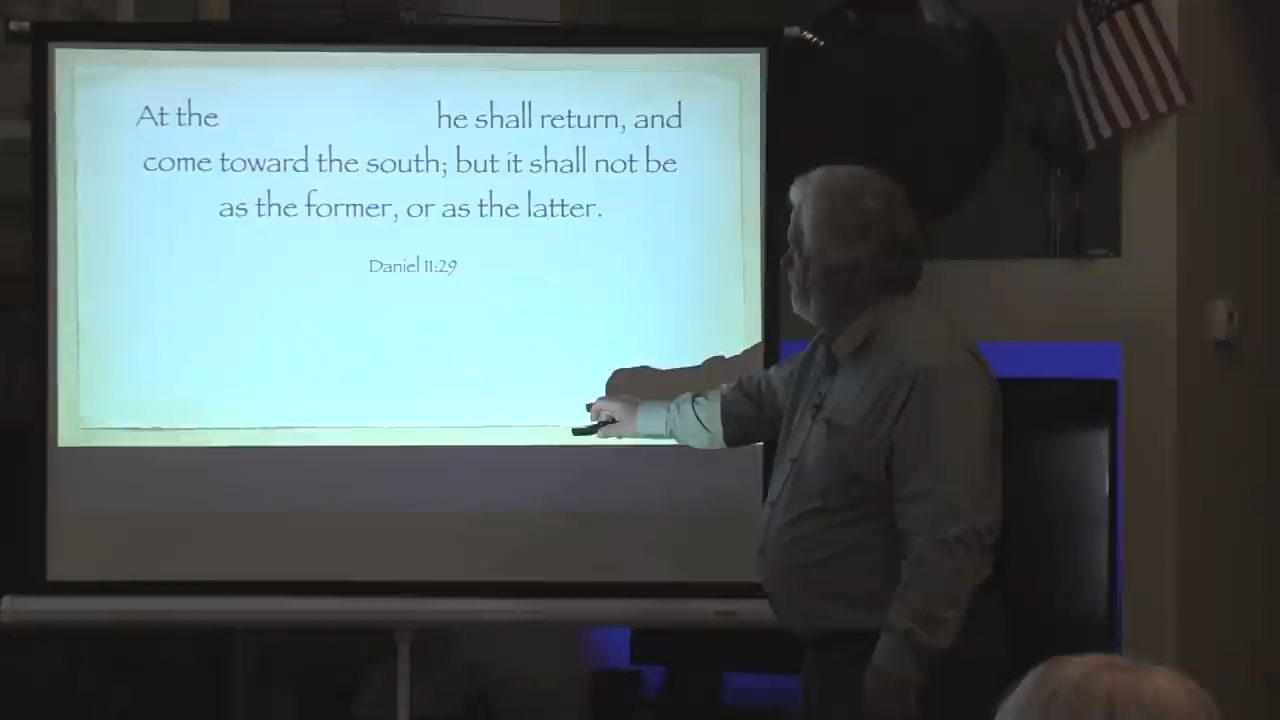 At the he shall return, and
come toward the south; but it shall not be
as the former, or as the latter.
Daniel 11:29